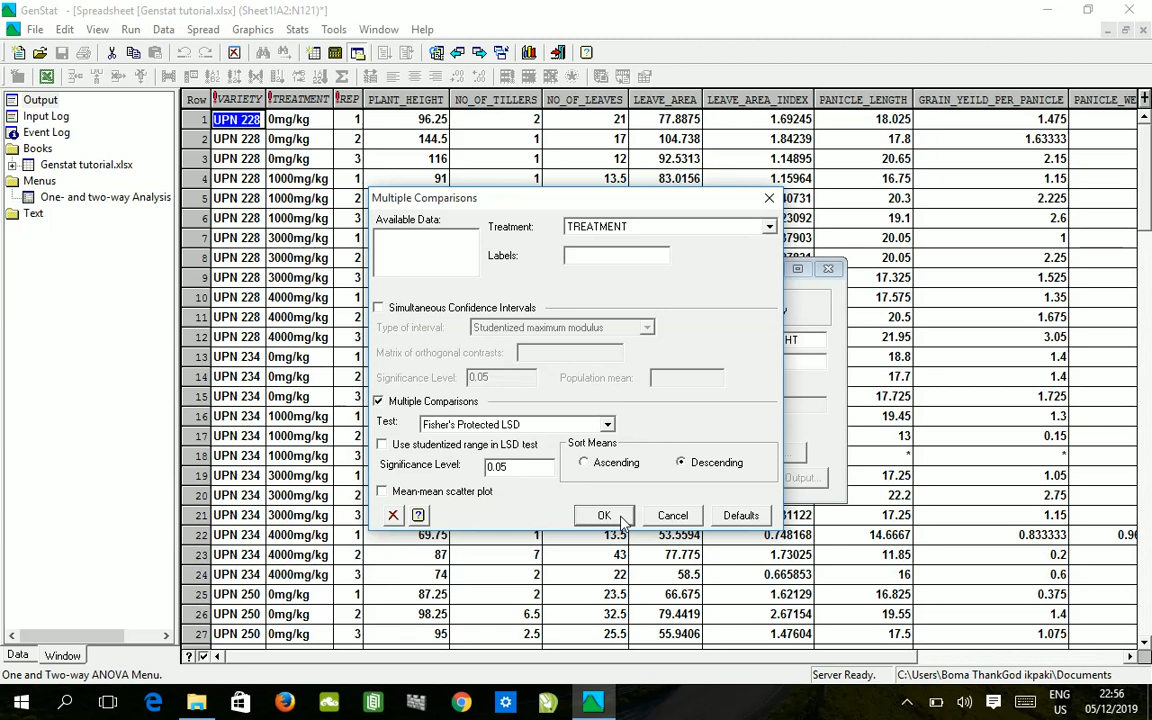 GenStat - [Spreadsheet [Genstat tutorial.xlsx] (Sheet1!A2:N121)*]
File Edit View Run Data Spread Graphics Stats Tools Window Help
Output
Input Log
Event Log
Books
Genstat tutorial.xlsx
Menus
One- and two-way Analysis
Text
Row !VARIETY !TREATMENT !REP PLANT_HEIGHT NO_OF_TILLERS NO_OF_LEAVES LEAVE_AREA LEAVE_AREA_INDEX PANICLE_LENGTH GRAIN_YEILD_PER_PANICLE PANICLE_WE
1 UPN 228 0mg/kg 1 96.25 2 21 77.8875 1.69245 18.025 1.475
2 UPN 228 0mg/kg 2 144.5 1 17 104.738 1.84239 17.8 1.63333
3 UPN 228 0mg/kg 3 116 1 12 92.5313 1.14895 20.65 2.15
4 UPN 228 1000mg/kg 1 91 1 13.5 83.0156 1.15964 16.75 1.15
5 UPN 228 1000mg/kg 2 40731 20.3 2.225
6 UPN 228 1000mg/kg 3 23092 19.1 2.6
7 UPN 228 3000mg/kg 1 37903 20.05 1
8 UPN 228 3000mg/kg 2 20.05 2.25
9 UPN 228 3000mg/kg 3 17.325 1.525
10 UPN 228 4000mg/kg 1 17.575 1.35
11 UPN 228 4000mg/kg 2 20.5 1.675
12 UPN 228 4000mg/kg 3 21.95 3.05
13 UPN 234 0mg/kg 1 18.8 1.4
14 UPN 234 0mg/kg 2 17.7 1.4
15 UPN 234 0mg/kg 3 17.725 1.725
16 UPN 234 1000mg/kg 1 19.45 1.3
17 UPN 234 1000mg/kg 2 13 0.15
18 UPN 234 1000mg/kg 3 * *
19 UPN 234 3000mg/kg 1 17.25 1.05
20 UPN 234 3000mg/kg 2 22.2 2.75
21 UPN 234 3000mg/kg 3 31122 17.25 1.15
22 UPN 234 4000mg/kg 1 69.75 2 13.5 53.5594 0.748168 14.6667 0.833333 0.96
23 UPN 234 4000mg/kg 2 87 7 43 77.775 1.73025 11.85 0.2
24 UPN 234 4000mg/kg 3 74 2 22 58.5 0.665853 16 0.6
25 UPN 250 0mg/kg 1 87.25 2 23.5 66.675 1.62129 16.825 0.375
26 UPN 250 0mg/kg 2 98.25 6.5 32.5 79.4419 2.67154 19.55 1.4
27 UPN 250 0mg/kg 3 95 2.5 25.5 55.9406 1.47604 17.5 1.075
Multiple Comparisons
Available Data:
Treatment: TREATMENT
Labels:
Simultaneous Confidence Intervals
Type of interval: Studentized maximum modulus
Matrix of orthogonal contrasts:
Significance Level: 0.05 Population mean:
Multiple Comparisons
Test: Fisher's Protected LSD
Use studentized range in LSD test
Sort Means
Significance Level: 0.05
Ascending Descending
Mean-mean scatter plot
OK Cancel Defaults
HT
Output...
Data Window
One and Two-way ANOVA Menu. Server Ready. C:\Users\Boma ThankGod ikpaki\Documents
ENG
US
22:56
05/12/2019